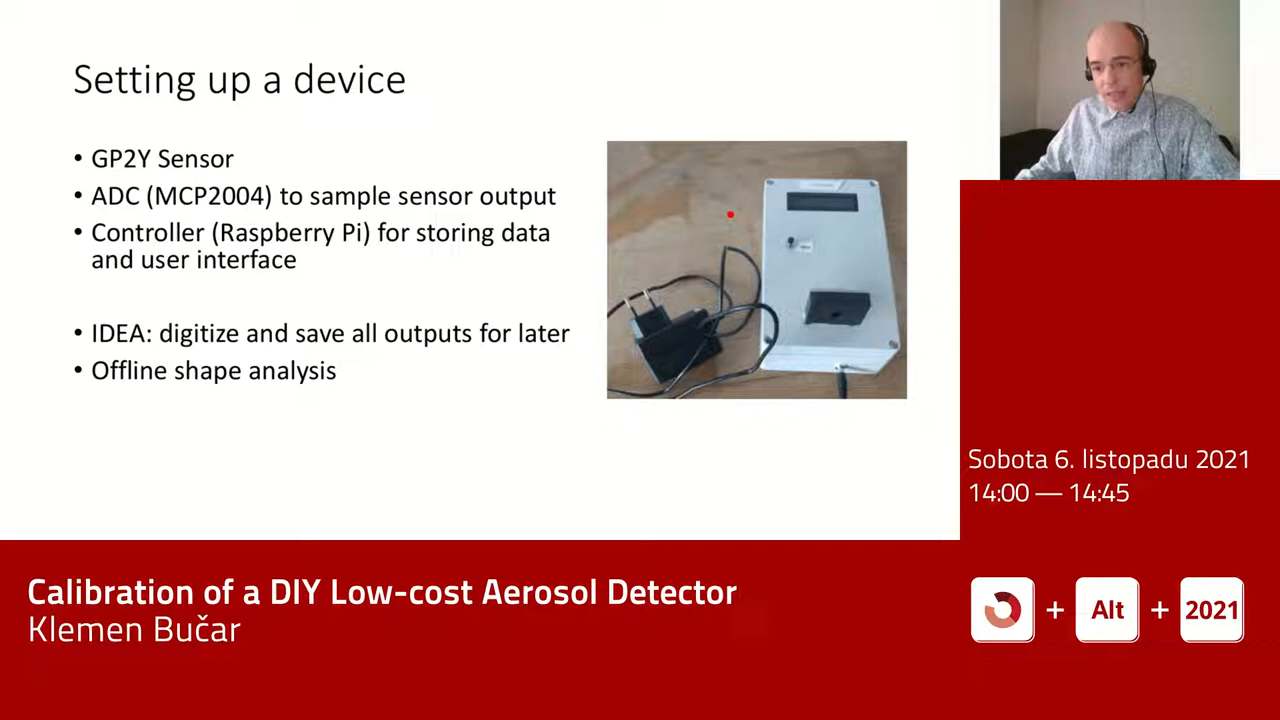 Setting up a device
• GP2Y Sensor
• ADC (MCP2004) to sample sensor output
• Controller (Raspberry Pi) for storing data
and user interface
• IDEA: digitize and save all outputs for later
• Offline shape analysis
Sobota 6. listopadu 2021
14:00 — 14:45
Calibration of a DIY Low-cost Aerosol Detector
Klemen Bučar
+ Alt + 2021